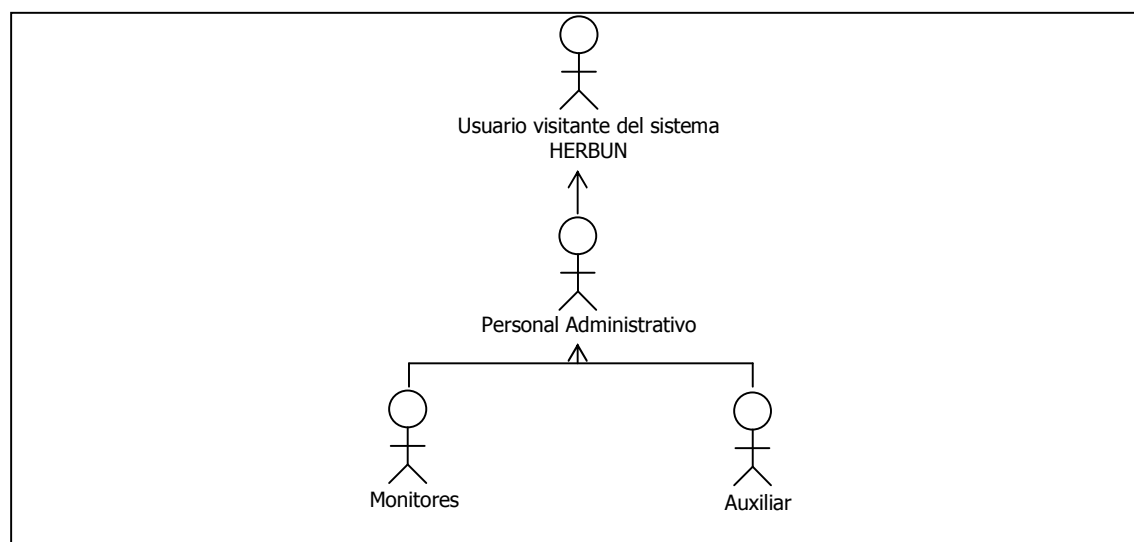 Usuario visitante del sistema
HERBUN
Personal Administrativo
Monitores
Auxiliar